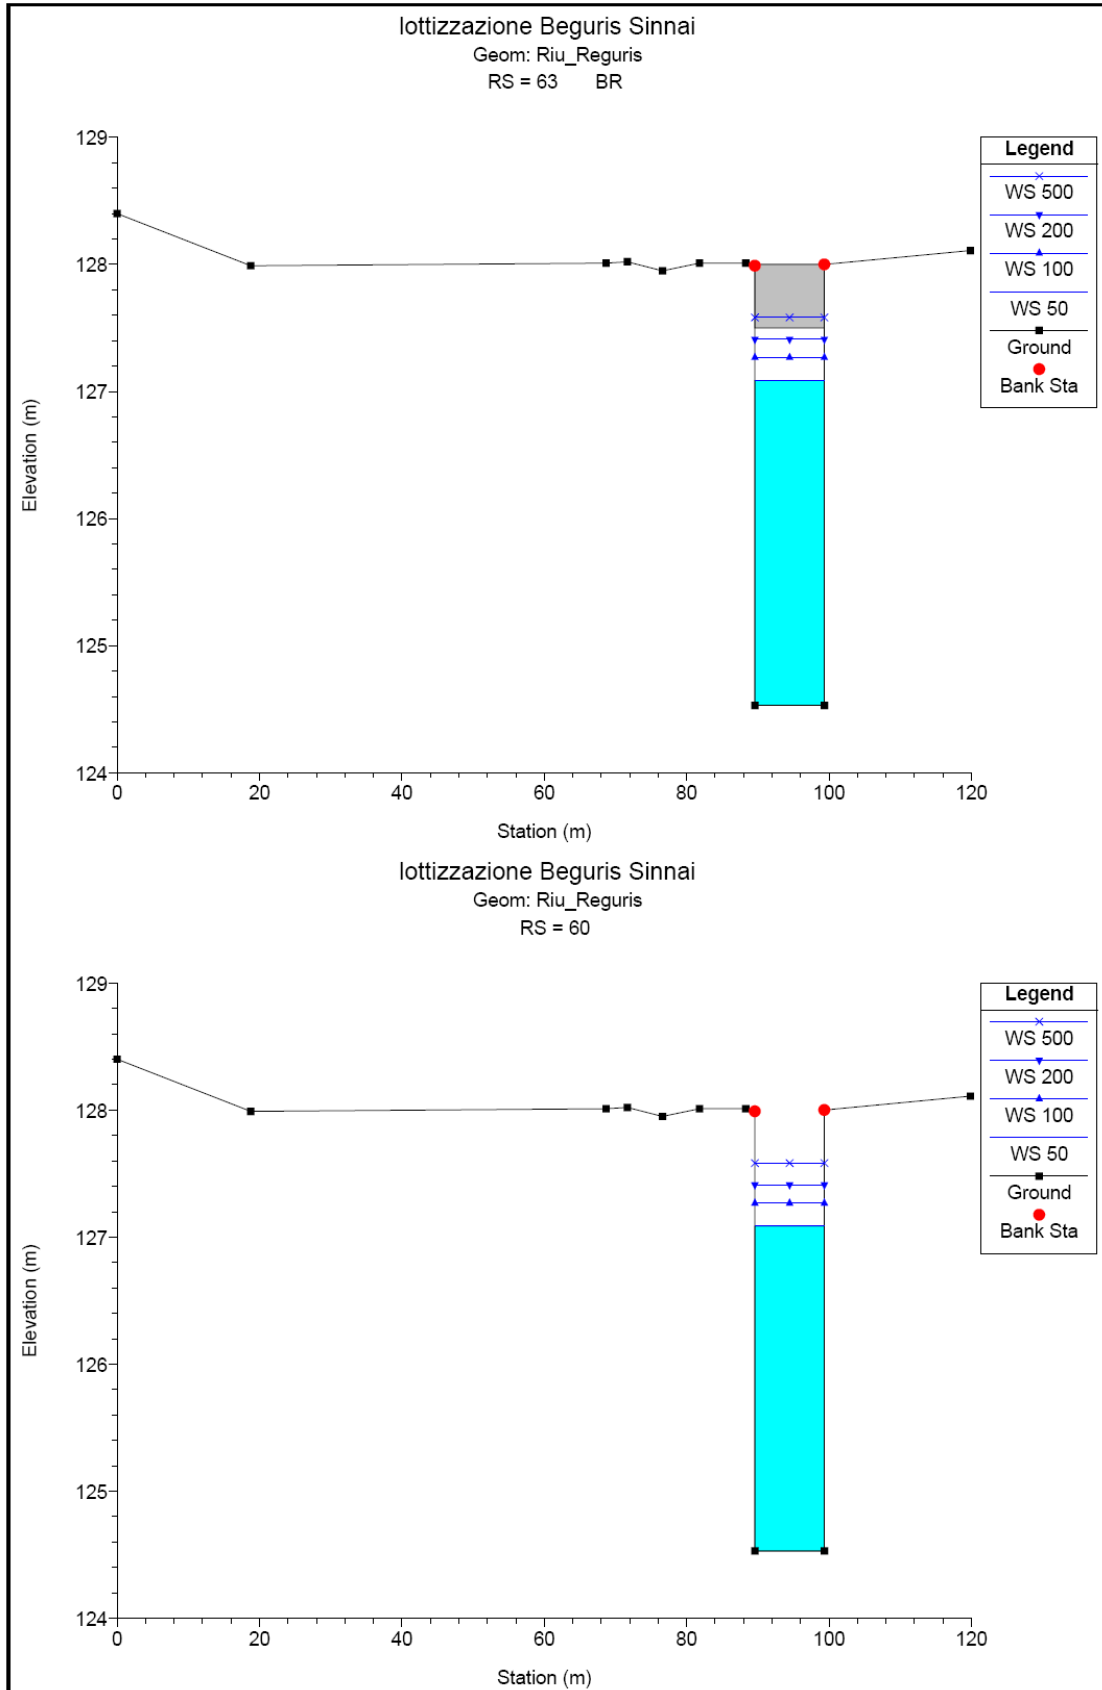 lottizzazione Beguris Sinnai
Geom: Riu_Reguris
RS = 63 BR
129
128
127
126
125
124
Elevation (m)
0 20 40 60 80 100 120
Station (m)
Legend
WS 500
WS 200
WS 100
WS 50
Ground
Bank Sta
lottizzazione Beguris Sinnai
Geom: Riu_Reguris
RS = 60
129
128
127
126
125
124
Elevation (m)
0 20 40 60 80 100 120
Station (m)
Legend
WS 500
WS 200
WS 100
WS 50
Ground
Bank Sta